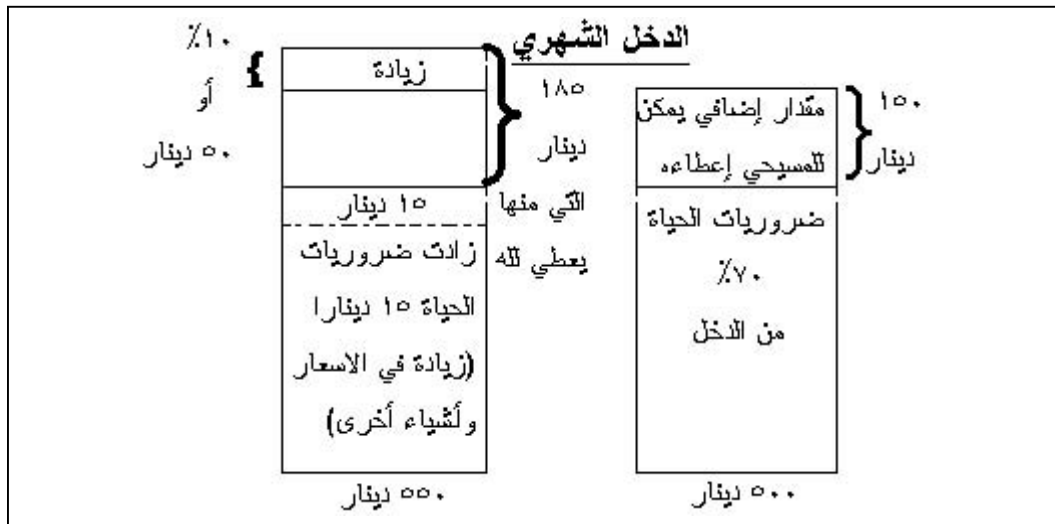 الدخل الشهري
١٥٠
دينار
مقدار إضافي يمكن
للمسيحي إعطاءه
ضروريات الحياة
٧٠٪
من الدخل
٥٠٠ دينار
١٨٥
دينار
التي منها
يعطي لله
زيادة
١٥ دينار
زادت ضروريات
الحياة ١٥ دينارا
(زيادة في الاسعار
وأشياء أخرى)
٥٥٠ دينار
١٠٪
أو
٥٠ دينار